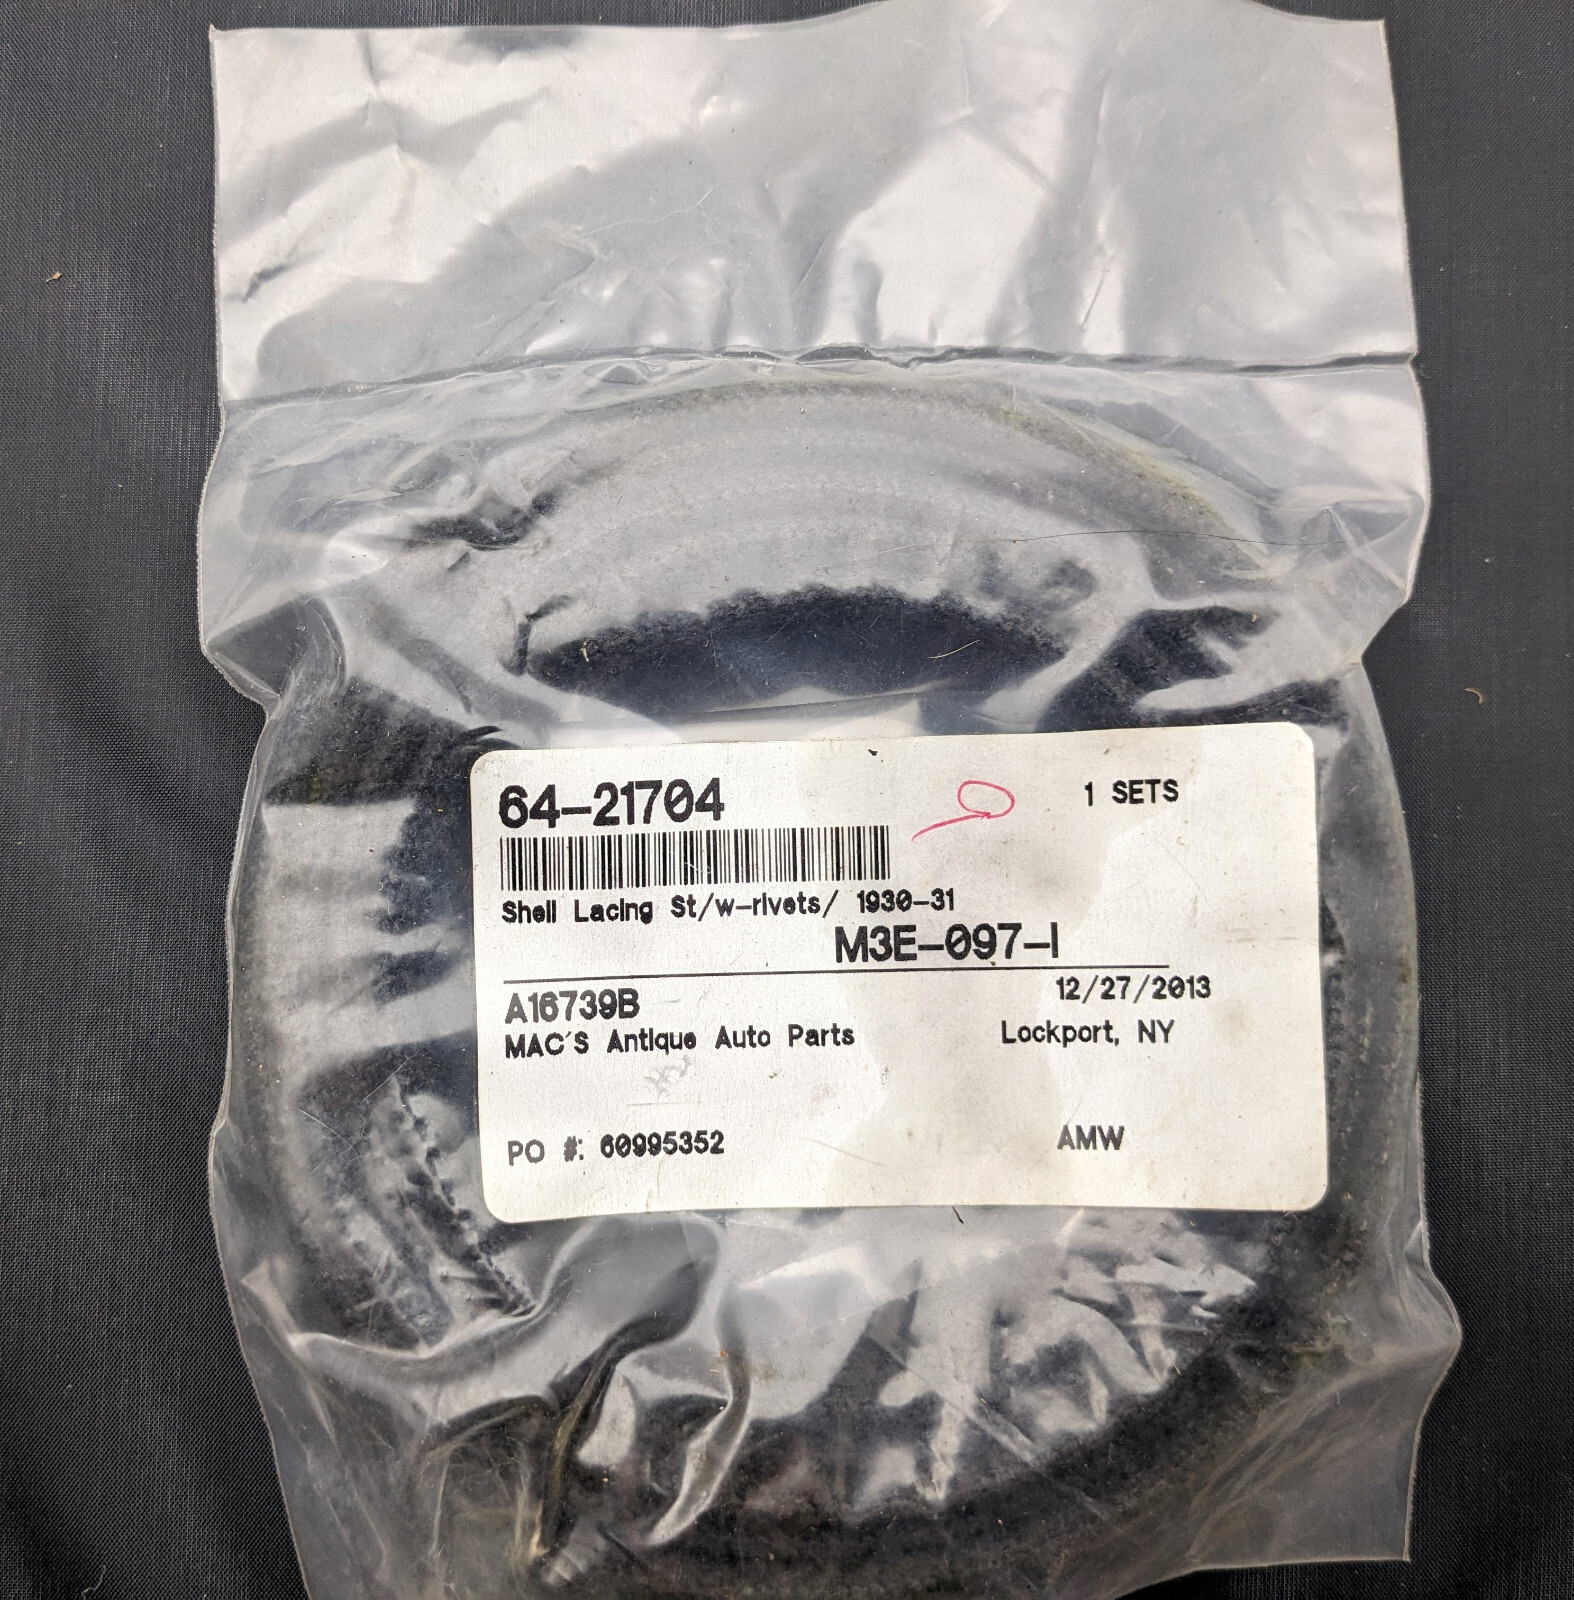 64-21704
1 SETS
Shell Lacing St/w-rivets/ 1930-31
M3E-097-I
A16739B
12/27/2013
MAC'S Antique Auto Parts
Lockport, NY
PO #: 60995352
AMW